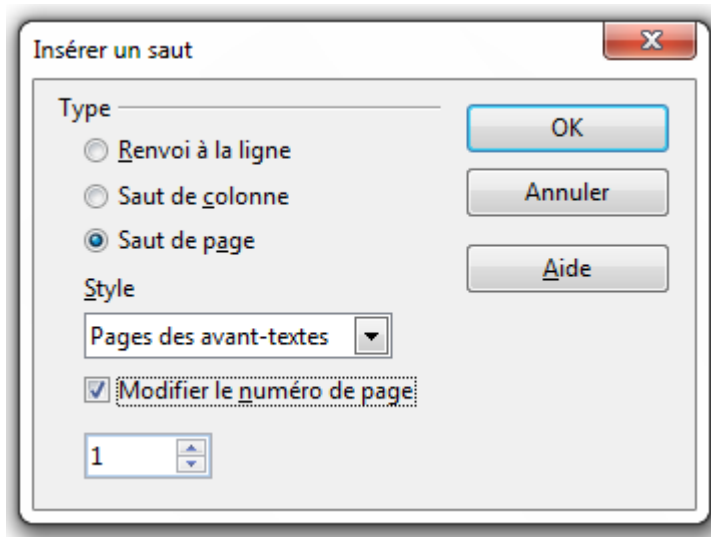 Insérer un saut
Type
Renvoi à la ligne
Saut de colonne
Saut de page
Style
Pages des avant-textes
Modifier le numéro de page
1
OK
Annuler
Aide